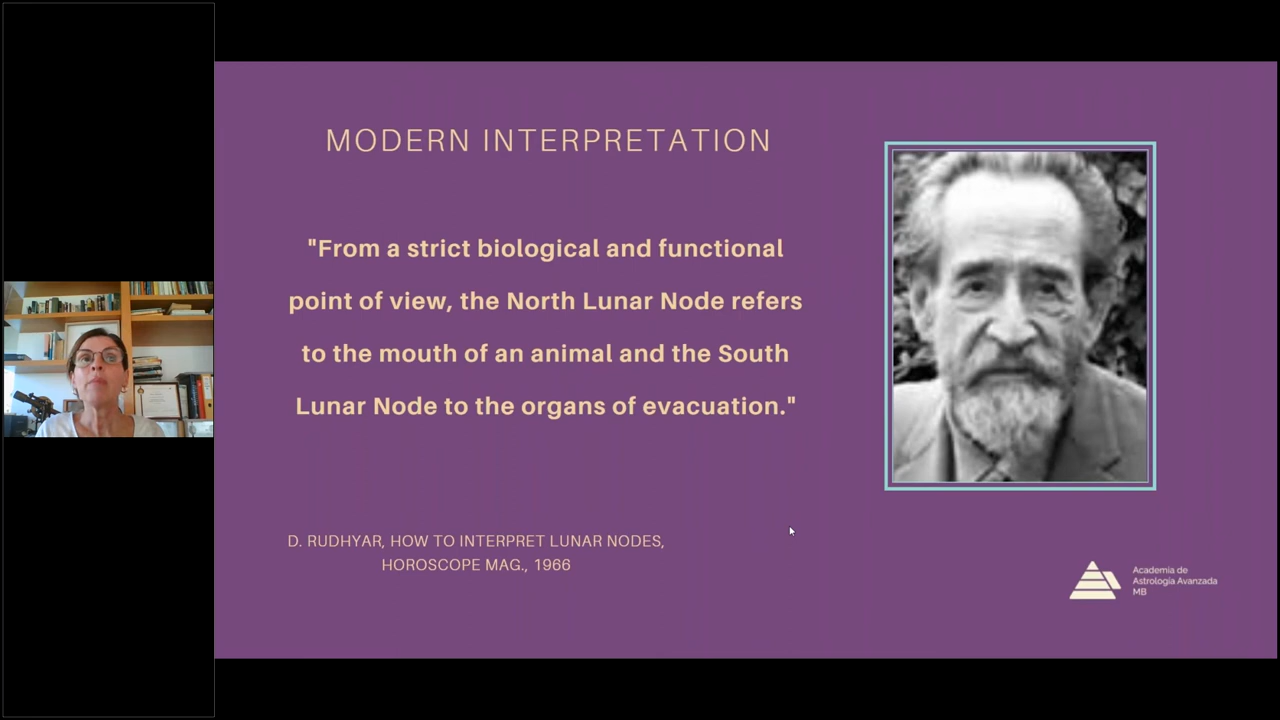 MODERN INTERPRETATION
"From a strict biological and functional
point of view, the North Lunar Node refers
to the mouth of an animal and the South
Lunar Node to the organs of evacuation."
D. RUDHYAR, HOW TO INTERPRET LUNAR NODES,
HOROSCOPE MAG., 1966
Academia de
Astrología Avanzada
MB